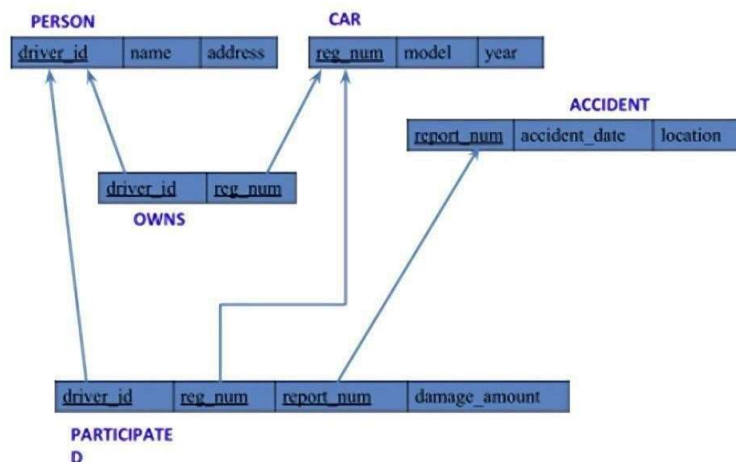 PERSON
CAR
driver_id name address
reg_num model year
ACCIDENT
report_num accident_date location
driver_id reg_num
OWNS
driver_id reg_num report_num damage_amount
PARTICIPATE
D